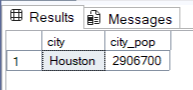 Results Messages
city city_pop
1 Houston 2906700